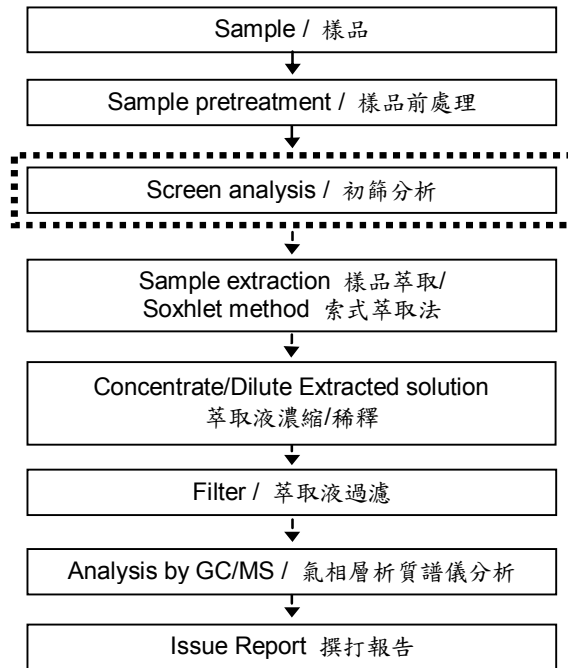 Sample / 樣品
Sample pretreatment / 樣品前處理
Screen analysis / 初篩分析
Sample extraction 樣品萃取/
Soxhlet method 索式萃取法
Concentrate/Dilute Extracted solution
萃取液濃縮/稀釋
Filter / 萃取液過濾
Analysis by GC/MS / 氣相層析質譜儀分析
Issue Report 撰打報告